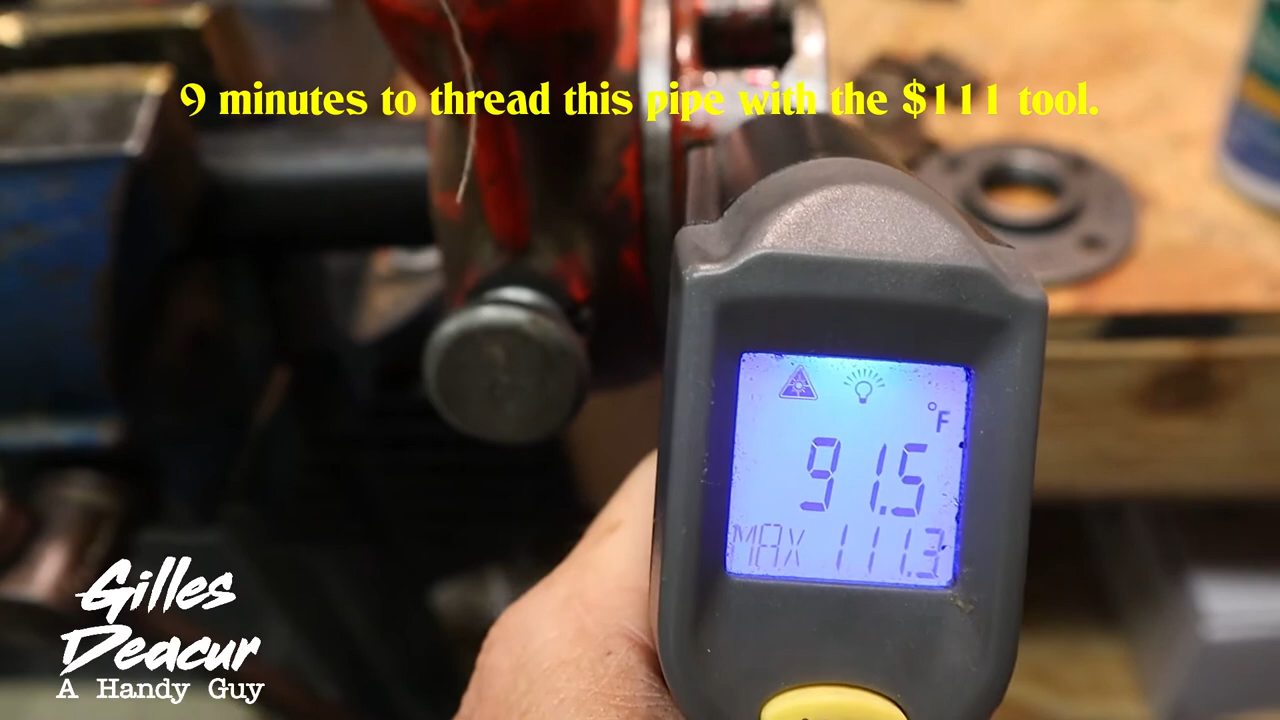 9 minutes to thread this pipe with the $111 tool.
°F
91.5
MAX 111.3
Gilles
Deacur
A Handy Guy